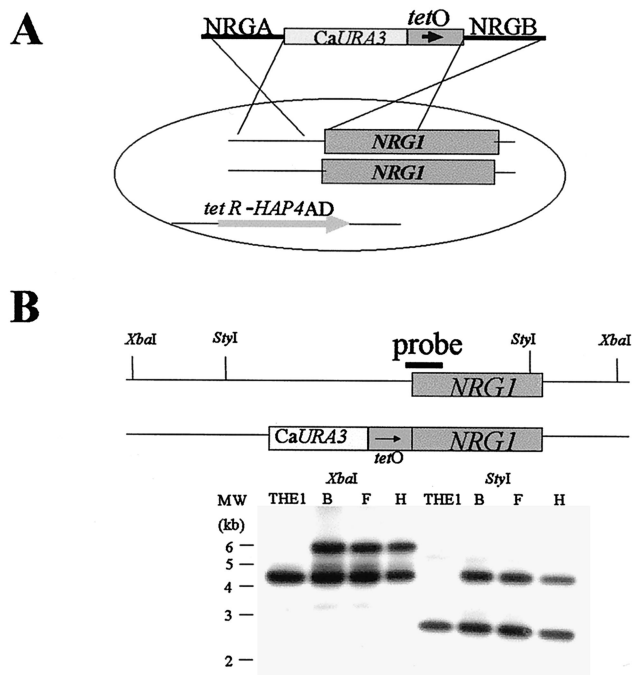 A
NRGA CaURA3 tetO NRGB
NRG1
NRG1
tet R -HAP4AD
B
XbaI StyI probe StyI XbaI
NRG1
CaURA3 tetO NRG1
XbaI StyI
MW THE1 B F H THE1 B F H
(kb)
6
5
4
3
2